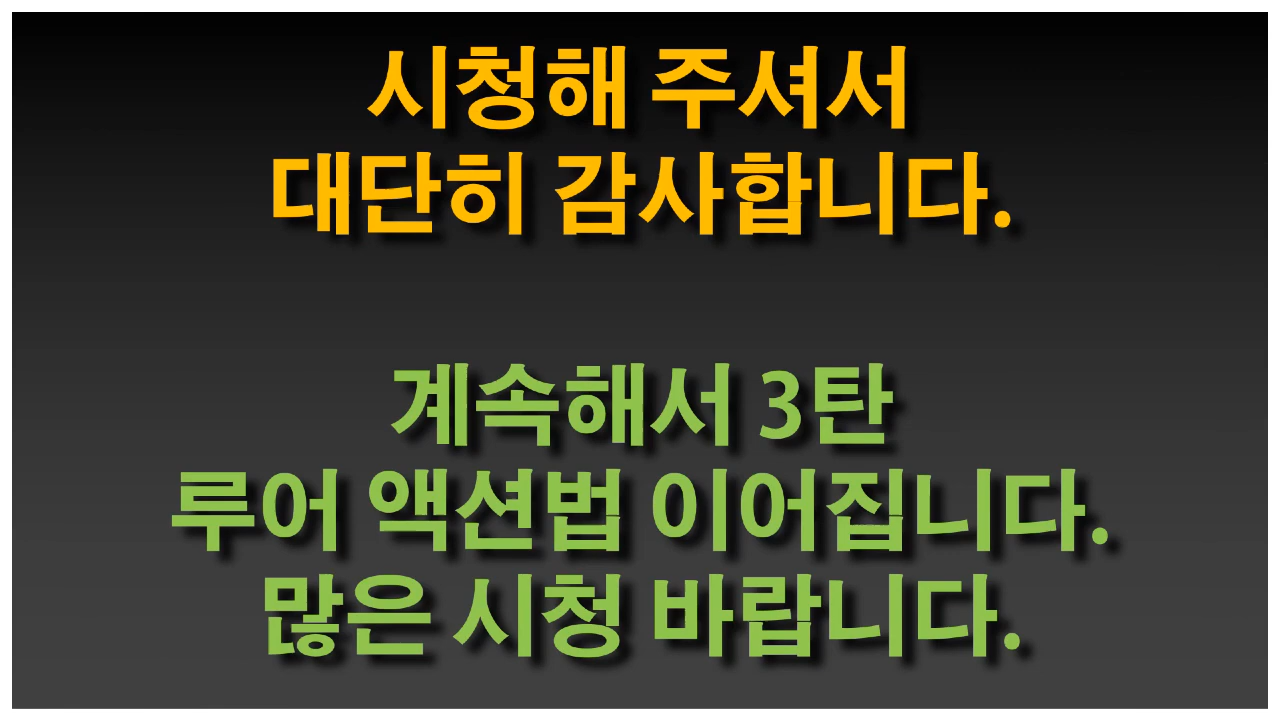 시청해 주셔서
대단히 감사합니다.
계속해서 3탄
루어 액션법 이어집니다.
많은 시청 바랍니다.